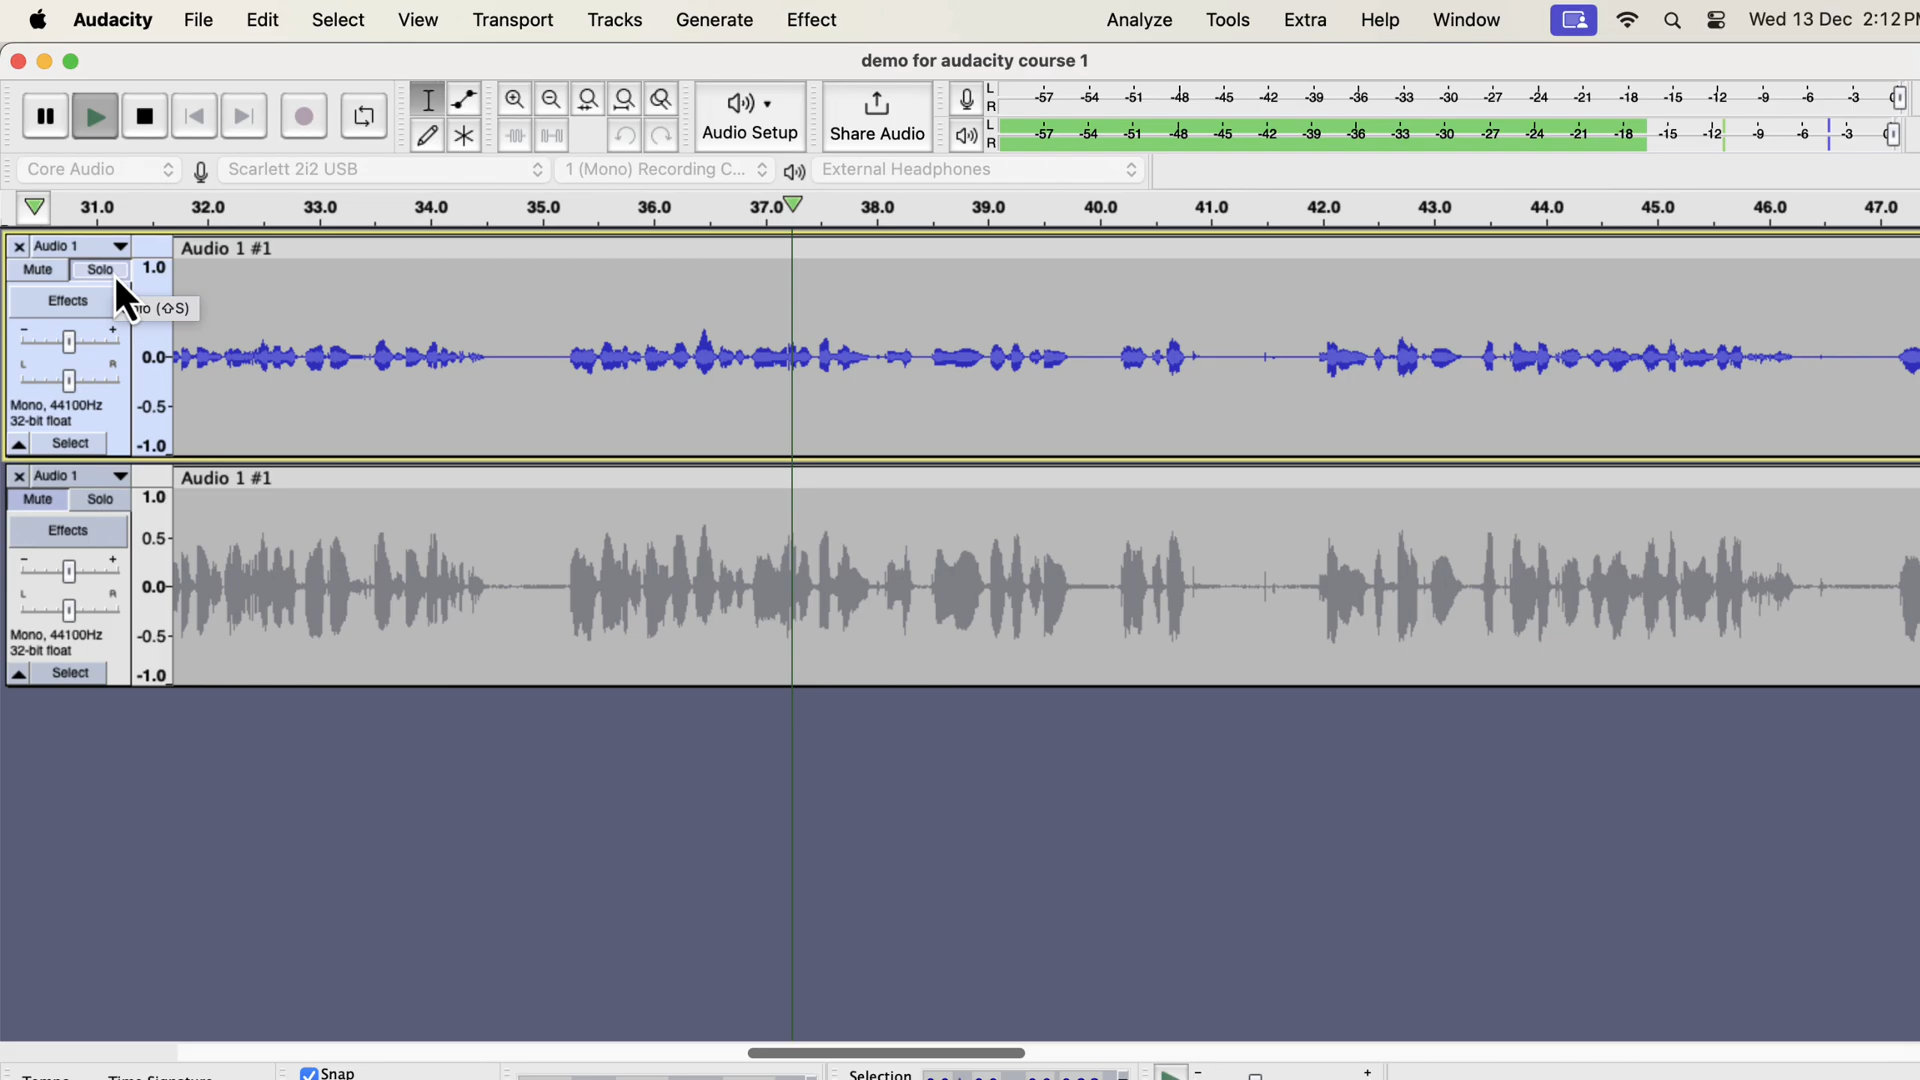 Audacity File Edit Select View Transport Tracks Generate Effect Analyze Tools Extra Help Window Wed 13 Dec 2:12
demo for audacity course 1
L R -57 -54 -51 -48 -45 -42 -39 -36 -33 -30 -27 -24 -21 -18 -15 -12 -9 -6 -3
Audio Setup Share Audio
L R -57 -54 -51 -48 -45 -42 -39 -36 -33 -30 -27 -24 -21 -18 -15 -12 -9 -6 -3
Core Audio Scarlett 2i2 USB 1 (Mono) Recording C... External Headphones
31.0 32.0 33.0 34.0 35.0 36.0 37.0 38.0 39.0 40.0 41.0 42.0 43.0 44.0 45.0 46.0 47.0
Audio 1 Audio 1 #1
Mute Solo 1.0
Effects (⇧S)
- +
L R 0.0
Mono, 44100Hz -0.5
32-bit float
Select -1.0
Audio 1 Audio 1 #1
Mute Solo 1.0
Effects 0.5
- +
L R 0.0
Mono, 44100Hz -0.5
32-bit float
Select -1.0
Tempo Time Signature Snap Selection - +